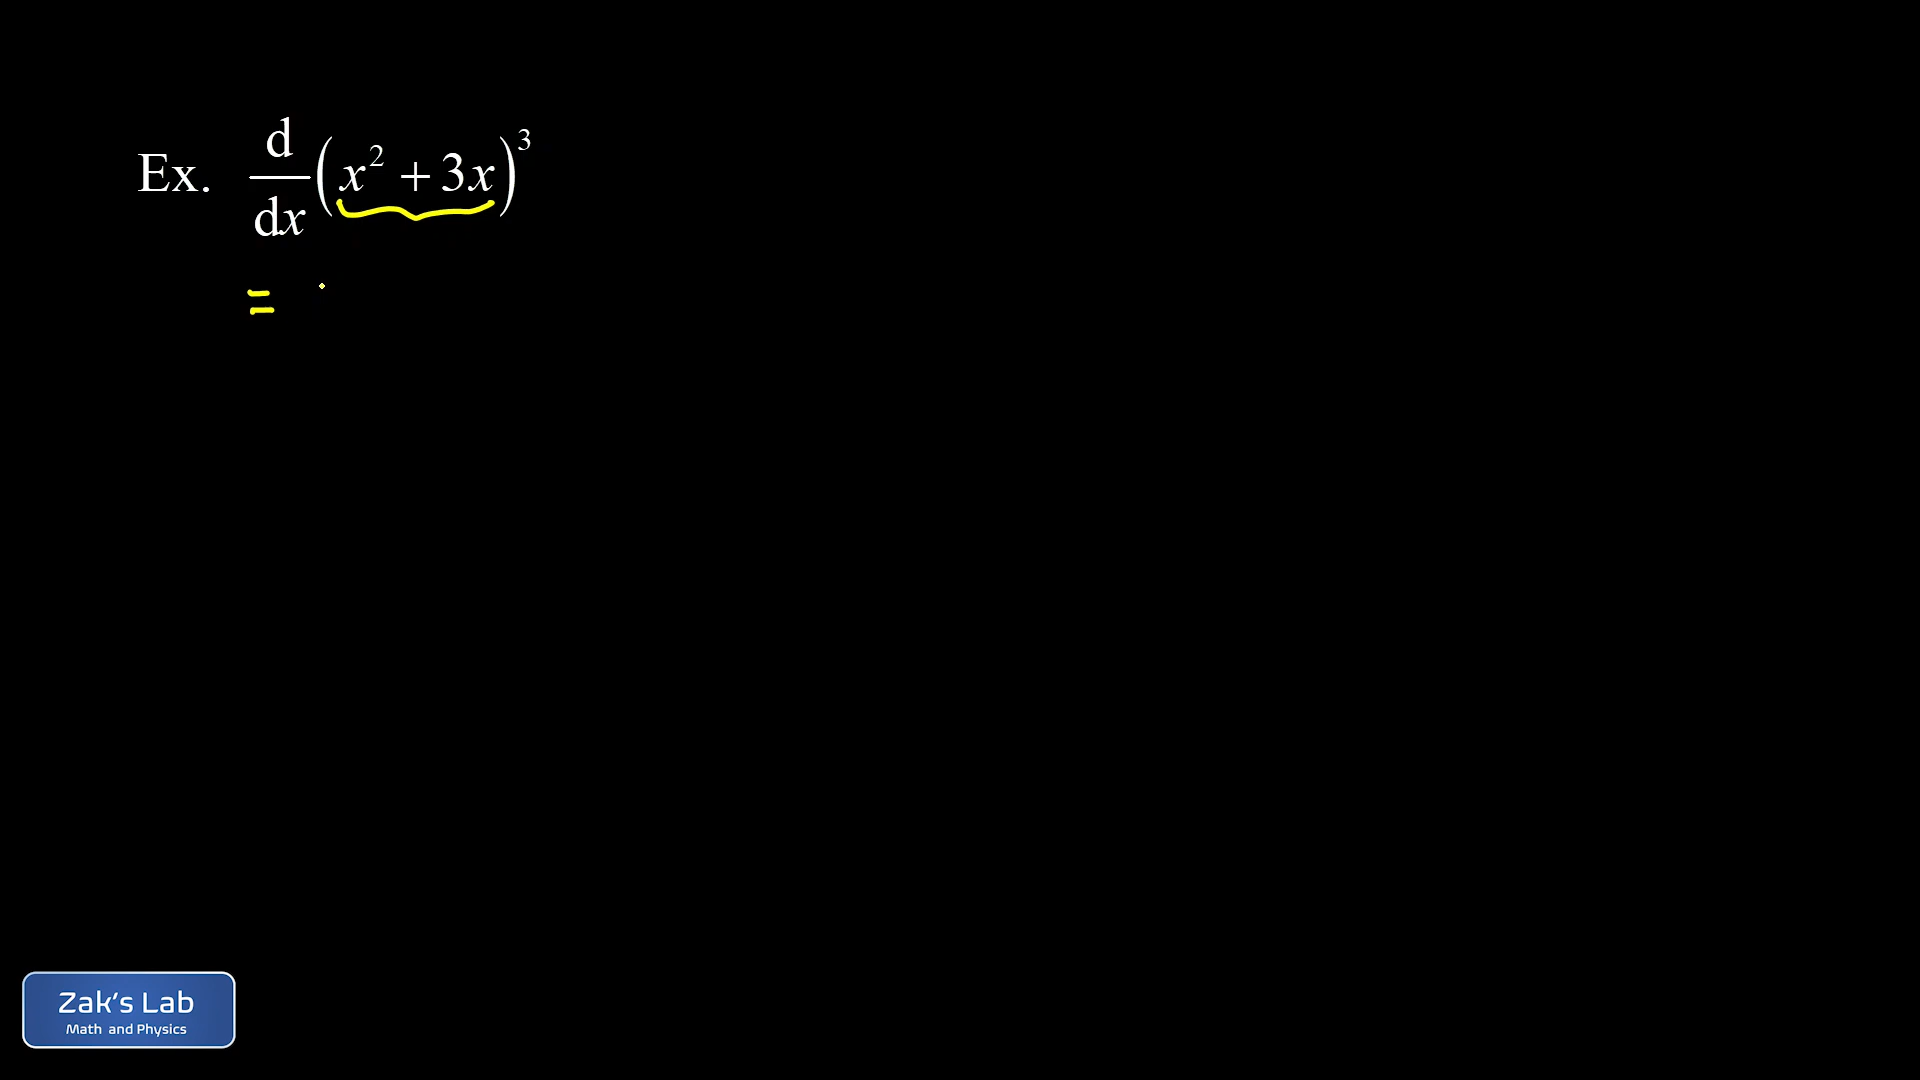 Ex. d/dx (x² + 3x)³
=
Zak's Lab
Math and Physics